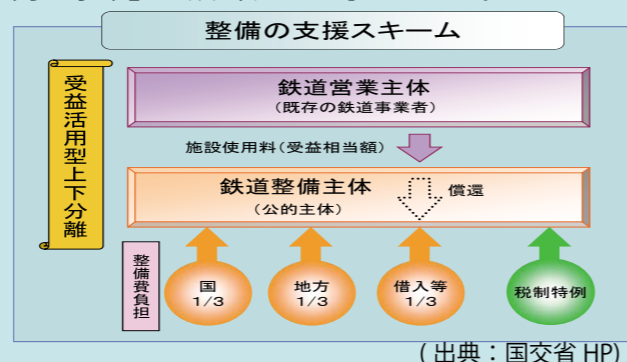 整備の支援スキーム
受益活用型上下分離
鉄道営業主体
(既存の鉄道事業者)
施設使用料(受益相当額)
鉄道整備主体
(公的主体)
償還
整備費負担
国
1/3
地方
1/3
借入等
1/3
税制特例
(出典:国交省 HP)